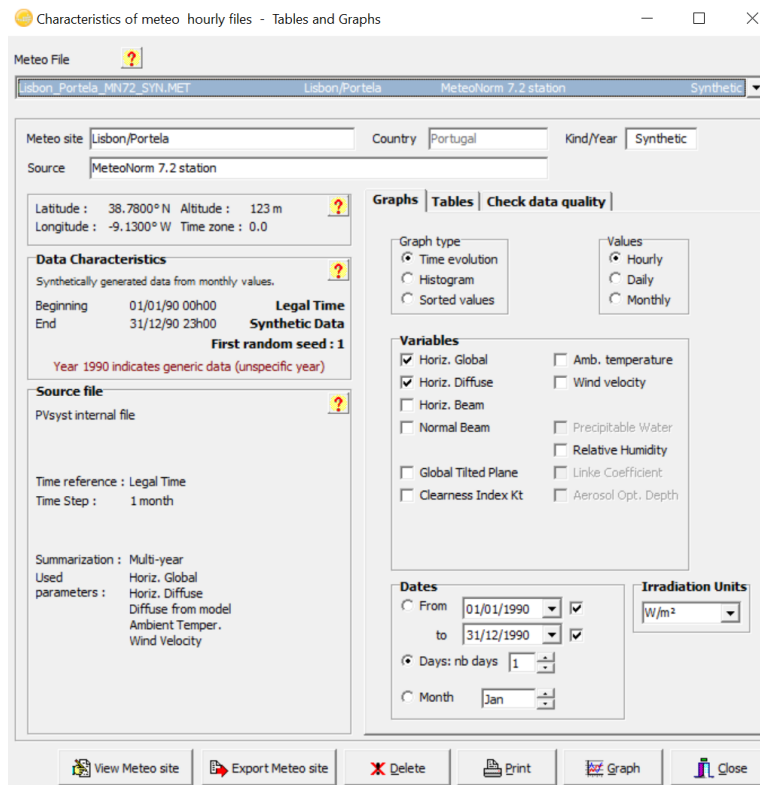 Characteristics of meteo hourly files - Tables and Graphs
Meteo File ?
Lisbon_Portela_MN72_SYN.MET Lisbon/Portela MeteoNorm 7.2 station Synthetic
Meteo site Lisbon/Portela Country Portugal Kind/Year Synthetic
Source MeteoNorm 7.2 station
Latitude : 38.7800° N Altitude : 123 m ?
Longitude : -9.1300° W Time zone : 0.0
Data Characteristics
?
Synthetically generated data from monthly values.
Beginning 01/01/90 00h00 Legal Time
End 31/12/90 23h00 Synthetic Data
First random seed : 1
Year 1990 indicates generic data (unspecific year)
Source file
?
PVsyst internal file
Time reference : Legal Time
Time Step : 1 month
Summarization : Multi-year
Used parameters : Horiz. Global
Horiz. Diffuse
Diffuse from model
Ambient Temper.
Wind Velocity
Graphs Tables Check data quality
Graph type
Time evolution
Histogram
Sorted values
Values
Hourly
Daily
Monthly
Variables
Horiz. Global Amb. temperature
Horiz. Diffuse Wind velocity
Horiz. Beam
Normal Beam Precipitable Water
Relative Humidity
Global Tilted Plane Linke Coefficient
Clearness Index Kt Aerosol Opt. Depth
Dates
From 01/01/1990
to 31/12/1990
Days: nb days 1
Month Jan
Irradiation Units
W/m²
View Meteo site Export Meteo site Delete Print Graph Close